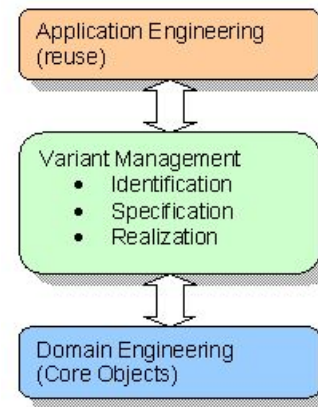 Application Engineering
(reuse)
Variant Management
• Identification
• Specification
• Realization
Domain Engineering
(Core Objects)